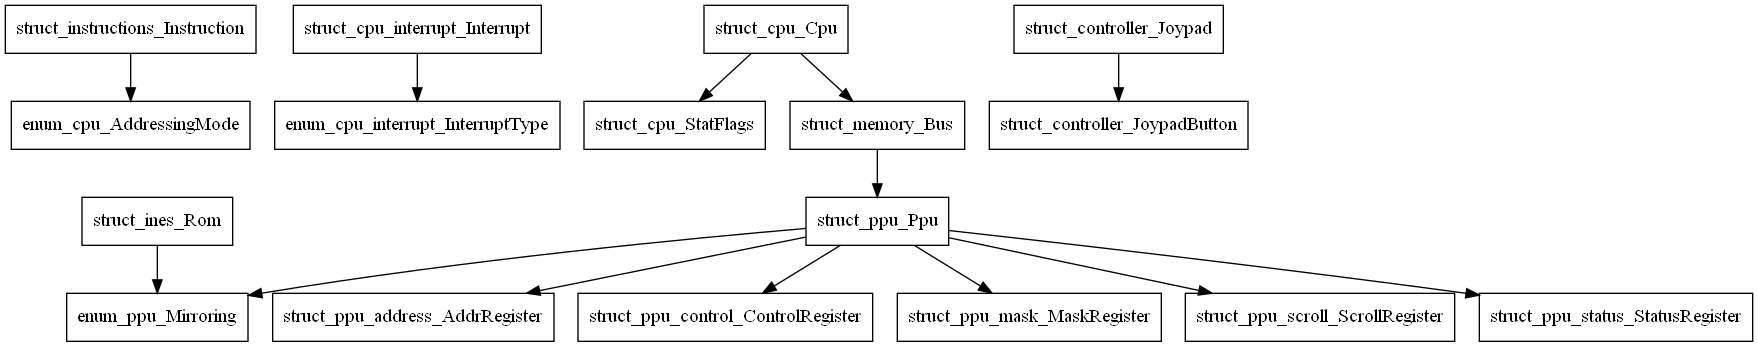 struct_instructions_Instruction
struct_cpu_interrupt_Interrupt
struct_cpu_Cpu
struct_controller_Joypad
enum_cpu_AddressingMode
enum_cpu_interrupt_InterruptType
struct_cpu_StatFlags
struct_memory_Bus
struct_controller_JoypadButton
struct_ines_Rom
struct_ppu_Ppu
enum_ppu_Mirroring
struct_ppu_address_AddrRegister
struct_ppu_control_ControlRegister
struct_ppu_mask_MaskRegister
struct_ppu_scroll_ScrollRegister
struct_ppu_status_StatusRegister